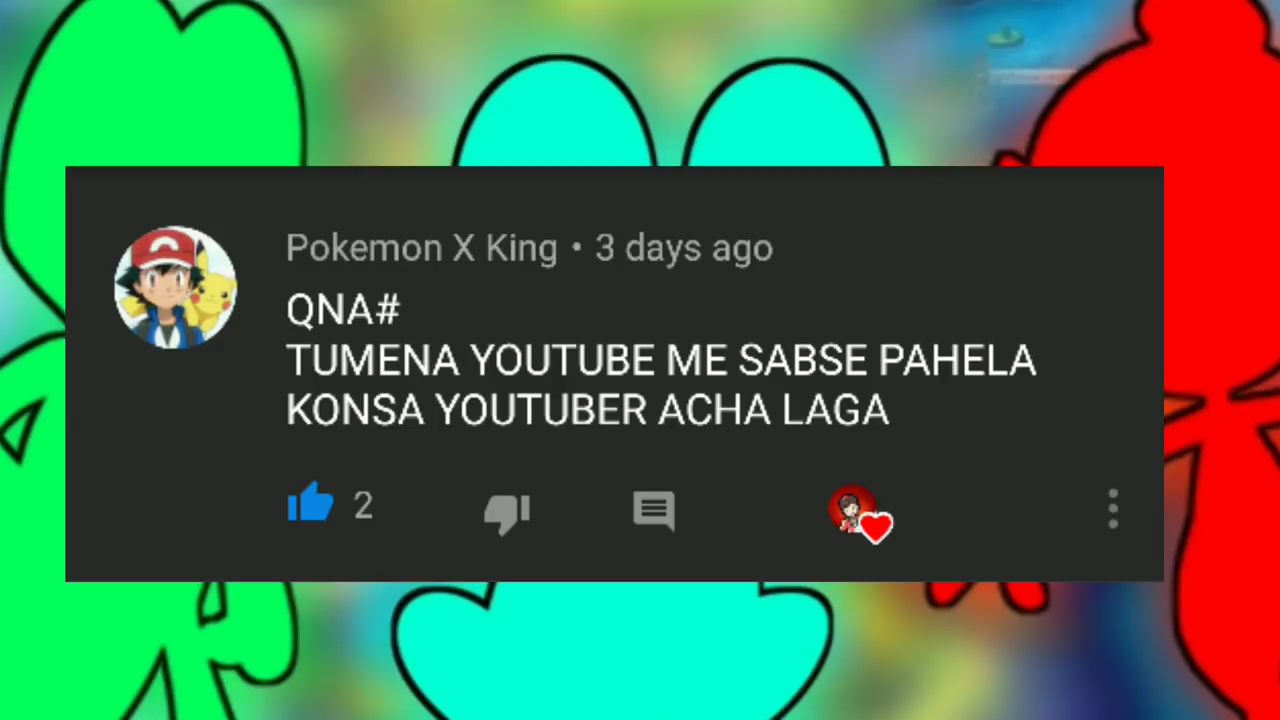 Pokemon X King • 3 days ago
QNA#
TUMENA YOUTUBE ME SABSE PAHELA
KONSA YOUTUBER ACHA LAGA
2